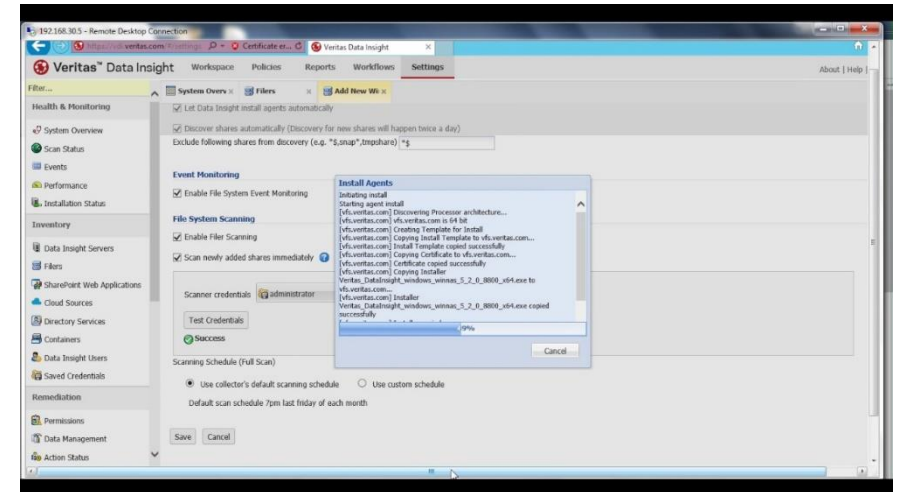 192.168.30.5 - Remote Desktop Connection
veritas.com
Certificate er...
Veritas Data Insight
Veritas™ Data Insight
Workspace
Policies
Reports
Workflows
Settings
About | Help |
Filter...
System Overv
Filers
Add New Wi
Health & Monitoring
System Overview
Scan Status
Events
Performance
Installation Status
Inventory
Data Insight Servers
Filers
SharePoint Web Applications
Cloud Sources
Directory Services
Containers
Data Insight Users
Saved Credentials
Remediation
Permissions
Data Management
Action Status
Let Data Insight install agents automatically
Discover shares automatically (Discovery for new shares will happen twice a day)
Exclude following shares from discovery (e.g. *$,snap*,tmpshare) *$
Event Monitoring
Enable File System Event Monitoring
File System Scanning
Enable Filer Scanning
Scan newly added shares immediately
Scanner credentials administrator
Test Credentials
Success
Scanning Schedule (Full Scan)
Use collector's default scanning schedule
Use custom schedule
Default scan schedule 7pm last friday of each month
Save
Cancel
Install Agents
Initiating install
Starting agent install
[vfs.veritas.com] Discovering Processor architecture...
[vfs.veritas.com] vfs.veritas.com is 64 bit
[vfs.veritas.com] Creating Template for Install
[vfs.veritas.com] Copying Install Template to vfs.veritas.com...
[vfs.veritas.com] Install Template copied successfully
[vfs.veritas.com] Copying Certificate to vfs.veritas.com...
[vfs.veritas.com] Certificate copied successfully
[vfs.veritas.com] Copying Installer
Veritas_DataInsight_windows_winnas_5_2_0_8800_x64.exe to
vfs.veritas.com...
[vfs.veritas.com] Installer
Veritas_DataInsight_windows_winnas_5_2_0_8800_x64.exe copied
successfully
Cancel